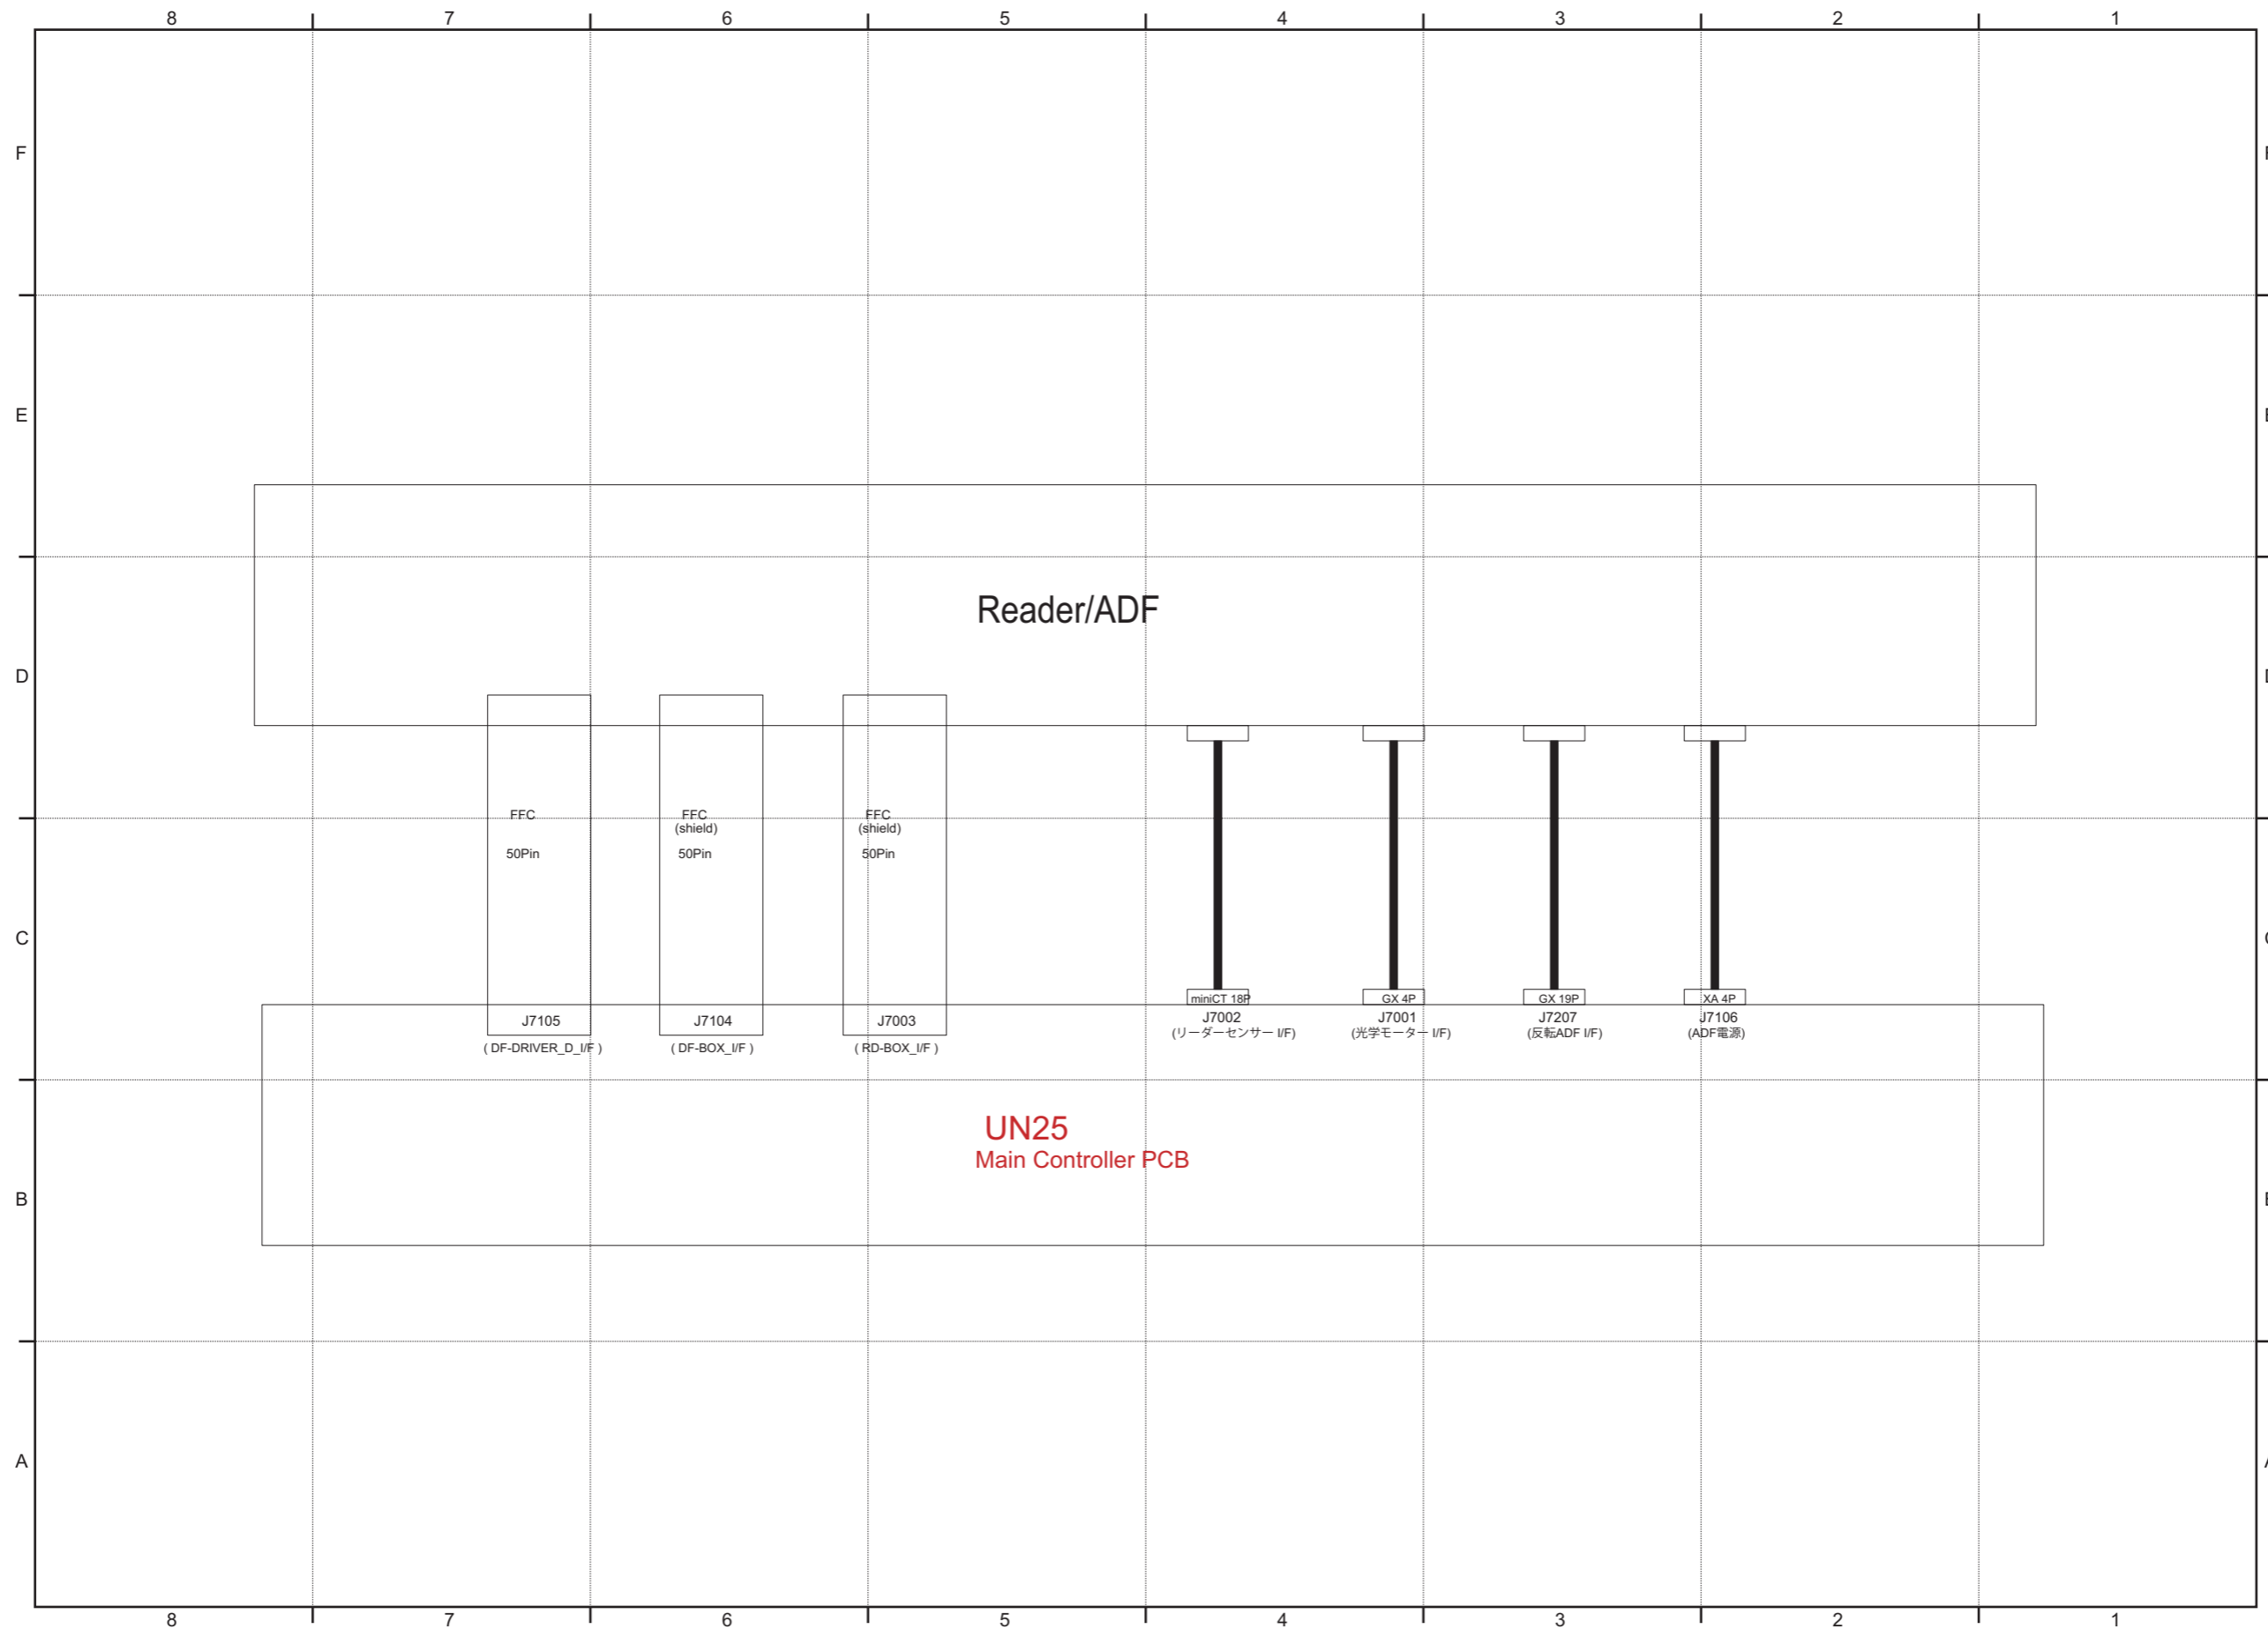 8 7 6 5 4 3 2 1
F
E
D
C
B
A
Reader/ADF
FFC
50Pin
FFC
(shield)
50Pin
FFC
(shield)
50Pin
miniCT 18P
GX 4P
GX 19P
XA 4P
J7105
( DF-DRIVER_D_I/F )
J7104
( DF-BOX_I/F )
J7003
( RD-BOX_I/F )
J7002
(リーダーセンサー I/F)
J7001
(光学モーター I/F)
J7207
(反転ADF I/F)
J7106
(ADF電源)
UN25
Main Controller PCB
8 7 6 5 4 3 2 1